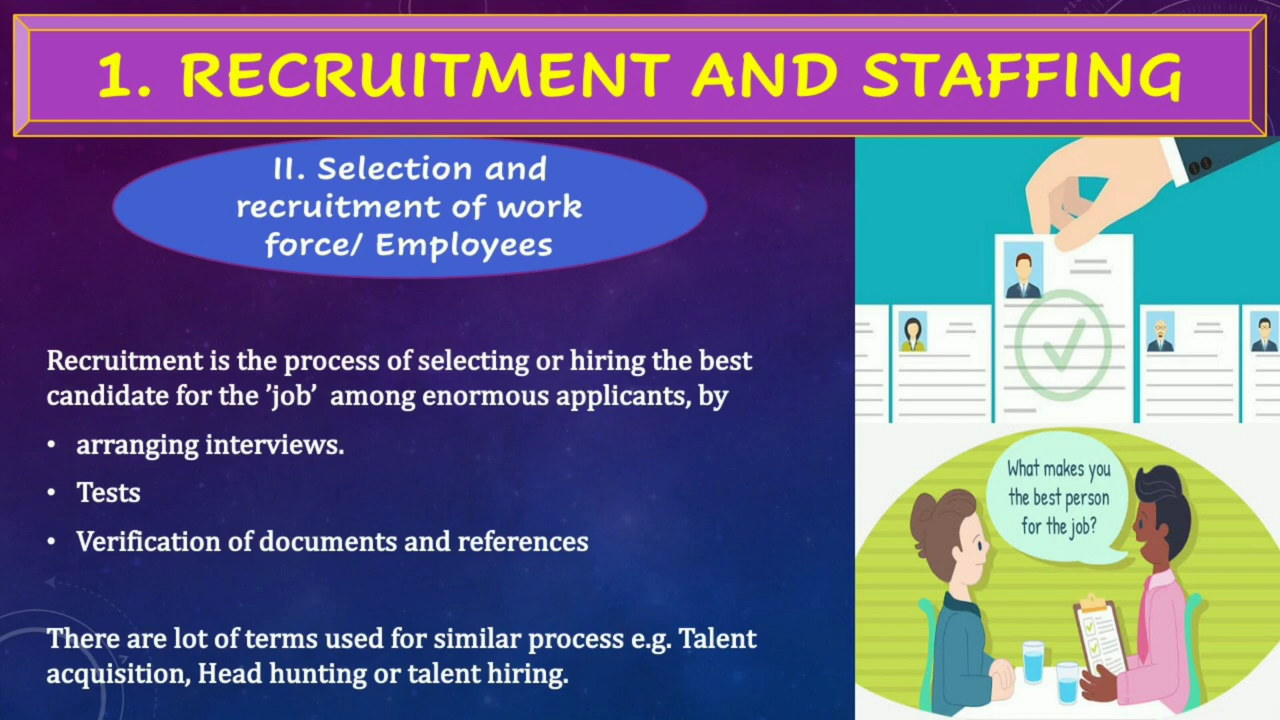 1. RECRUITMENT AND STAFFING
II. Selection and
recruitment of work
force/ Employees
Recruitment is the process of selecting or hiring the best
candidate for the ’job’ among enormous applicants, by
• arranging interviews.
• Tests
• Verification of documents and references
There are lot of terms used for similar process e.g. Talent
acquisition, Head hunting or talent hiring.
What makes you
the best person
for the job?